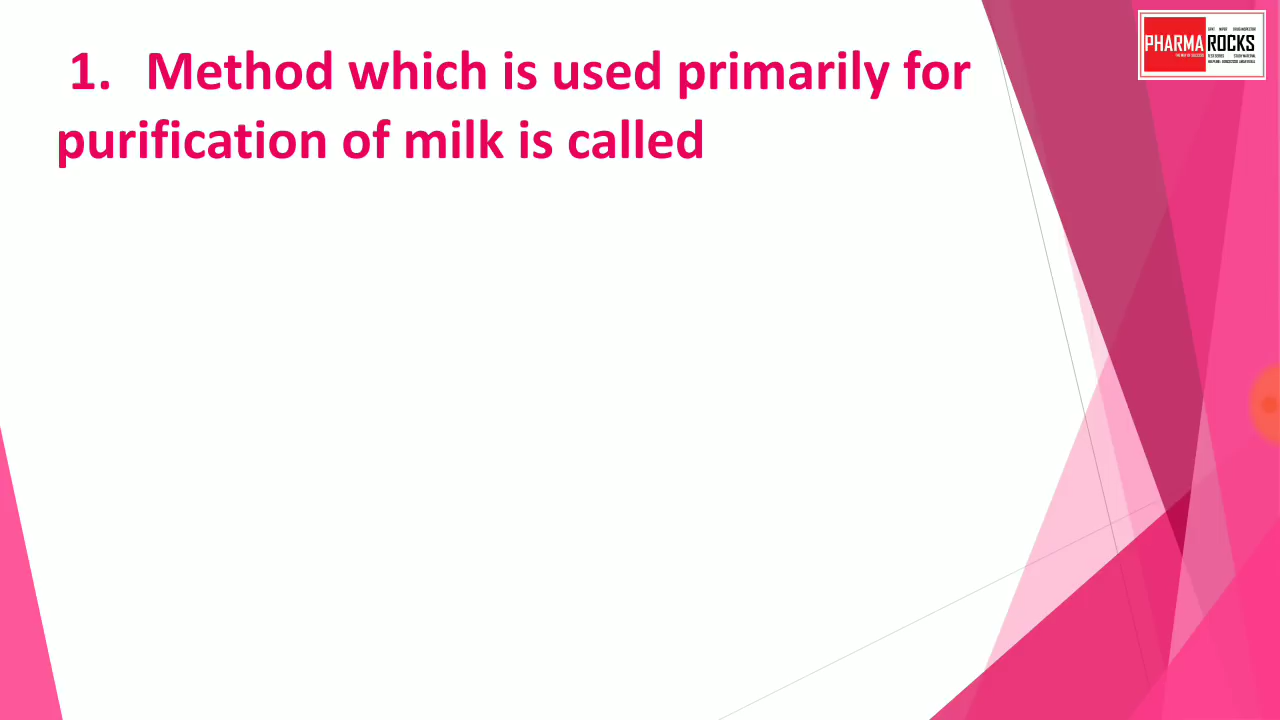 1. Method which is used primarily for
purification of milk is called
PHARMA ROCKS